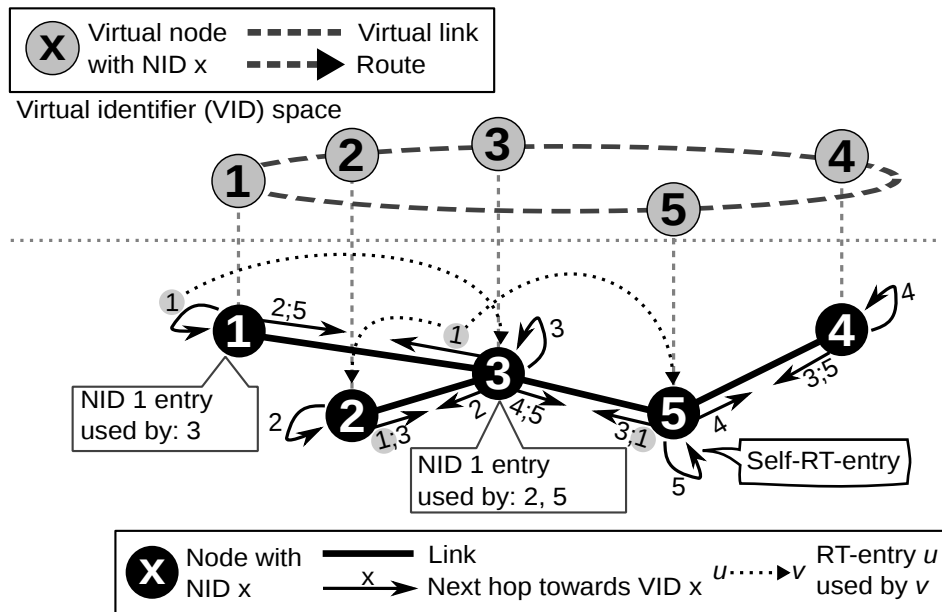 x Virtual node Virtual link
with NID x Route
Virtual identifier (VID) space
1 2 3 4 5
1 2;5 1 3 4
1 3 4
2 2 1;3 2 4;5 3;1 5 4 3;5
5
NID 1 entry
used by: 3
NID 1 entry
used by: 2, 5
Self-RT-entry
x Node with Link RT-entry u
NID x x Next hop towards VID x u v used by v